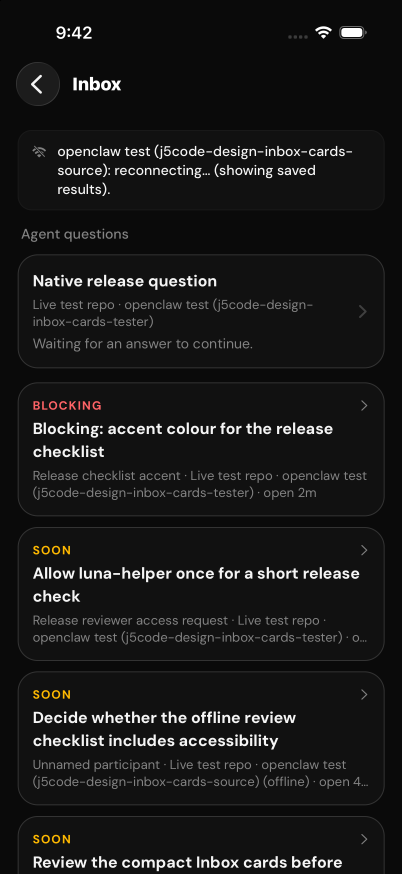 9:42
Inbox
openclaw test (j5code-design-inbox-cards-
source): reconnecting... (showing saved
results).
Agent questions
Native release question
Live test repo · openclaw test (j5code-design-
inbox-cards-tester)
Waiting for an answer to continue.
BLOCKING
Blocking: accent colour for the release
checklist
Release checklist accent · Live test repo · openclaw test
(j5code-design-inbox-cards-tester) · open 2m
SOON
Allow luna-helper once for a short release
check
Release reviewer access request · Live test repo ·
openclaw test (j5code-design-inbox-cards-tester) · o...
SOON
Decide whether the offline review
checklist includes accessibility
Unnamed participant · Live test repo · openclaw test
(j5code-design-inbox-cards-source) (offline) · open 4...
SOON
Review the compact Inbox cards before